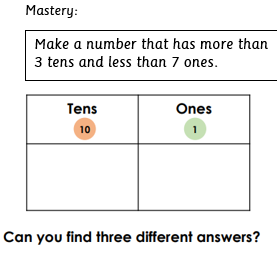 Mastery:
Make a number that has more than
3 tens and less than 7 ones.
Tens Ones
10 1
Can you find three different answers?